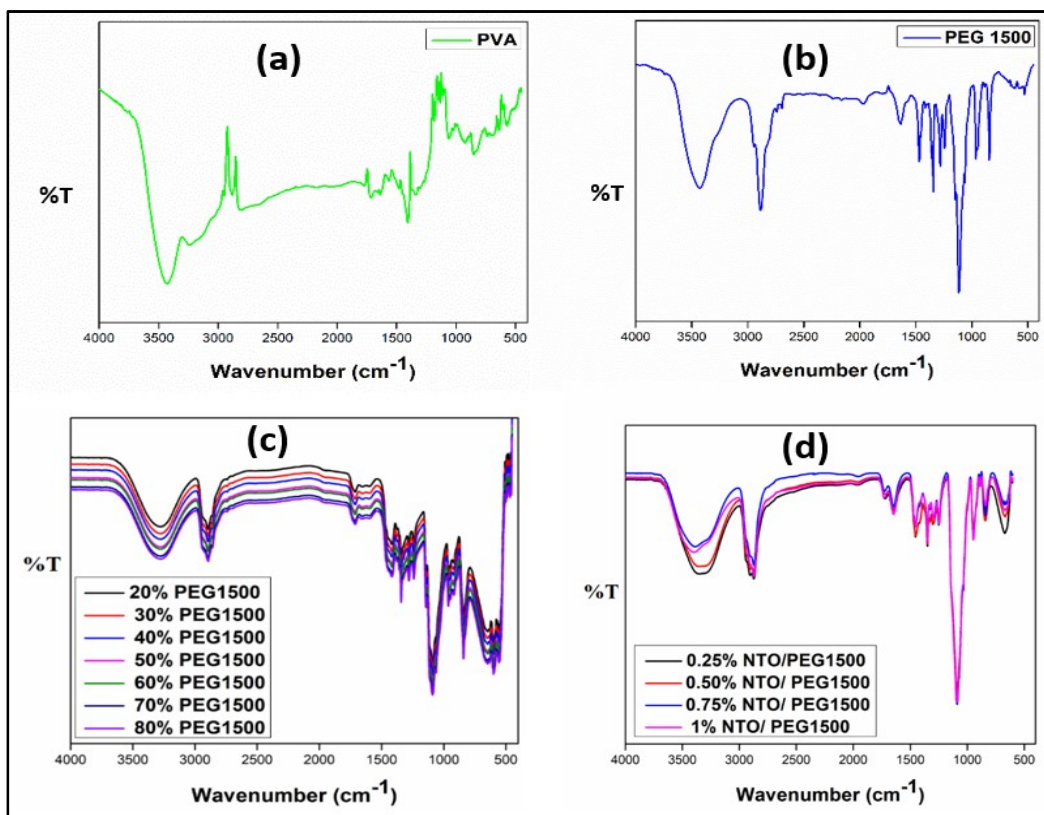 (a)
PVA
%T
4000 3500 3000 2500 2000 1500 1000 500
Wavenumber (cm-1)
(b)
PEG 1500
%T
4000 3500 3000 2500 2000 1500 1000 500
Wavenumber (cm-1)
(c)
%T
20% PEG1500
30% PEG1500
40% PEG1500
50% PEG1500
60% PEG1500
70% PEG1500
80% PEG1500
4000 3500 3000 2500 2000 1500 1000 500
Wavenumber (cm-1)
(d)
%T
0.25% NTO/PEG1500
0.50% NTO/ PEG1500
0.75% NTO/ PEG1500
1% NTO/ PEG1500
4000 3500 3000 2500 2000 1500 1000 500
Wavenumber (cm-1)